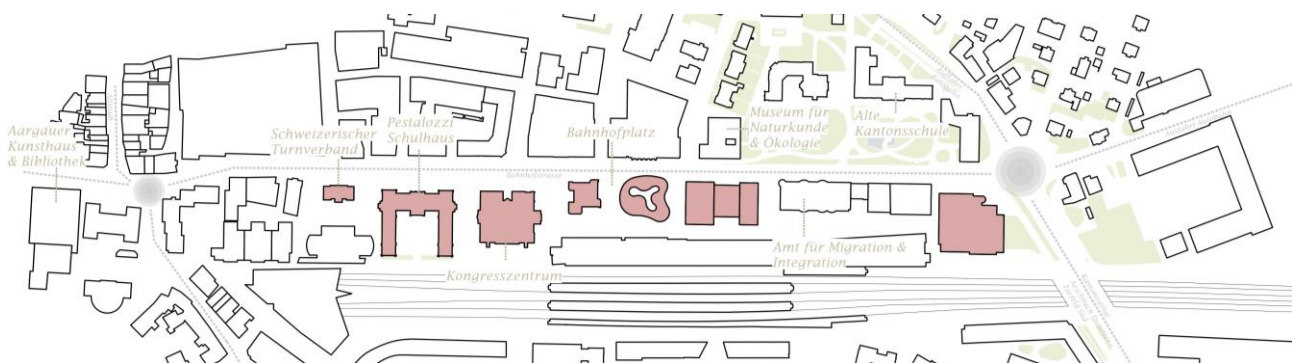 Aargauer
Kunsthaus
& Bibliothek
Schweizerischer
Turnverband
Pestalozzi
Schulhaus
Bahnhofplatz
Museum für
Naturkunde
& Ökologie
Alte
Kantonsschule
Bahnhofstrasse
Kongresszentrum
Amt für Migration &
Integration